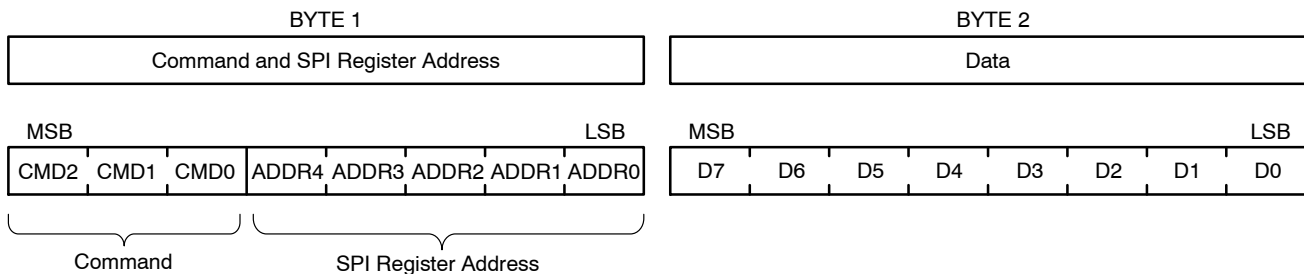 BYTE 1 BYTE 2
Command and SPI Register Address Data
MSB LSB MSB LSB
CMD2 CMD1 CMD0 ADDR4 ADDR3 ADDR2 ADDR1 ADDR0 D7 D6 D5 D4 D3 D2 D1 D0
Command SPI Register Address